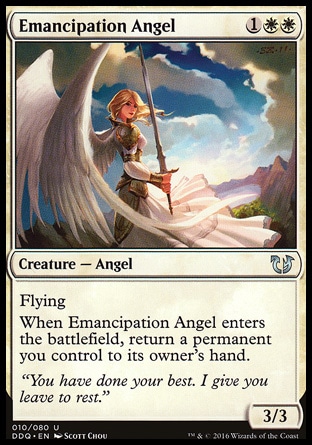 Emancipation Angel 1
Creature — Angel
Flying
When Emancipation Angel enters
the battlefield, return a permanent
you control to its owner's hand.
"You have done your best. I give you
leave to rest."
3/3
010/080 U
DDQ • EN Scott Chou
™ & © 2016 Wizards of the Coast